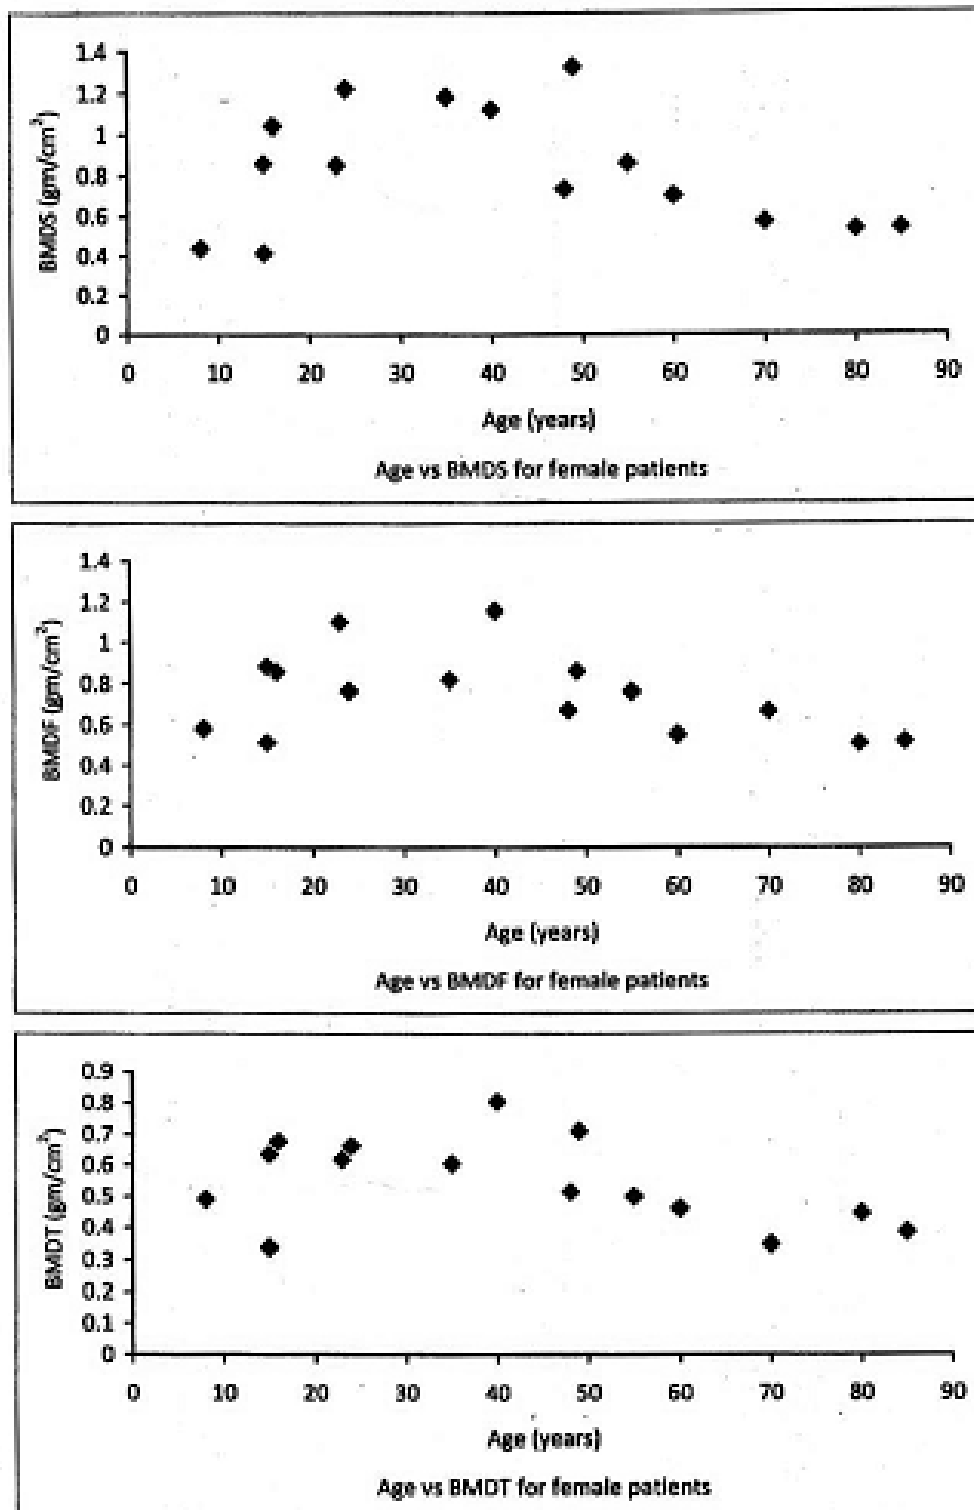 1.4
1.2
1
0.8
0.6
0.4
0.2
0
BMDS (gm/cm²)
0 10 20 30 40 50 60 70 80 90
Age (years)
Age vs BMDS for female patients
1.4
1.2
1
0.8
0.6
0.4
0.2
0
BMDF (gm/cm²)
0 10 20 30 40 50 60 70 80 90
Age (years)
Age vs BMDF for female patients
0.9
0.8
0.7
0.6
0.5
0.4
0.3
0.2
0.1
0
BMDT (gm/cm²)
0 10 20 30 40 50 60 70 80 90
Age (years)
Age vs BMDT for female patients